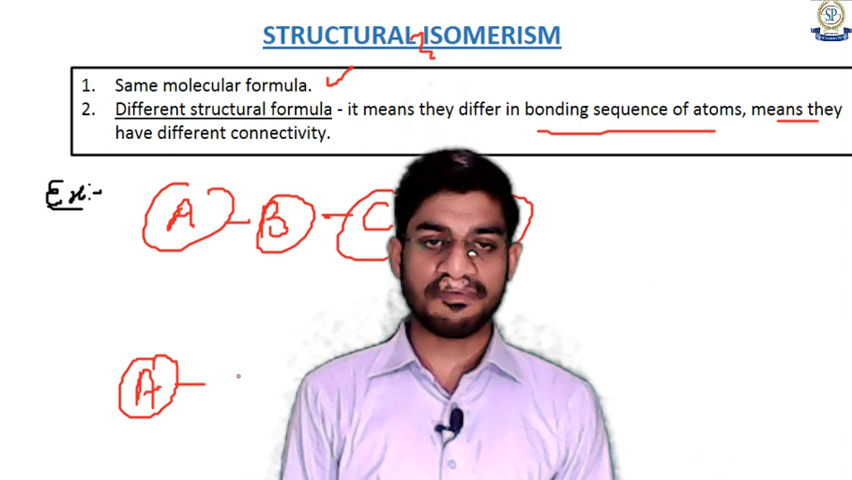 STRUCTURAL ISOMERISM
SP
1. Same molecular formula.
2. Different structural formula - it means they differ in bonding sequence of atoms, means they
have different connectivity.
Ex:-
A - B - C
A -